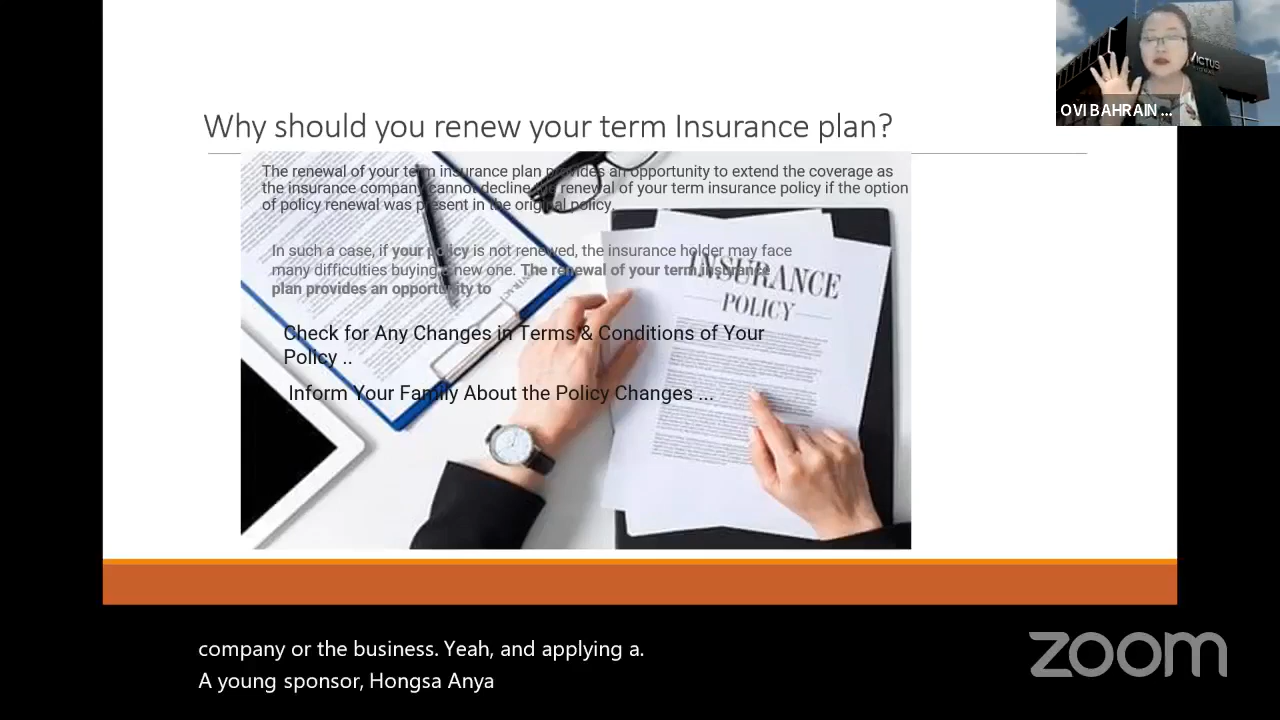 Why should you renew your term Insurance plan?
The renewal of your term insurance plan provides an opportunity to extend the coverage as
the insurance company cannot decline the renewal of your term insurance policy if the option
of policy renewal was present in the original policy.
In such a case, if your policy is not renewed, the insurance holder may face
many difficulties buying a new one. The renewal of your term insurance
plan provides an opportunity to
INSURANCE
POLICY
Check for Any Changes in Terms & Conditions of Your
Policy ..
Inform Your Family About the Policy Changes ...
OVI BAHRAIN ...
company or the business. Yeah, and applying a.
A young sponsor, Hongsa Anya
zoom